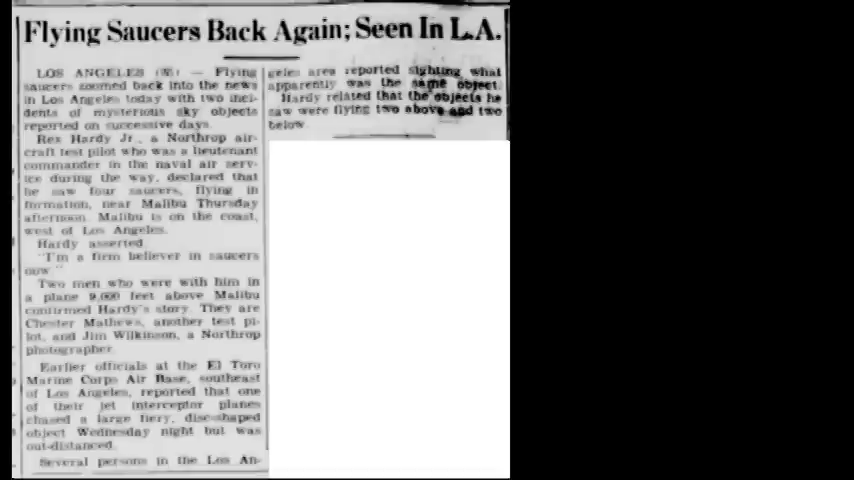 Flying Saucers Back Again; Seen In L.A.
LOS ANGELES — Flying
saucers zoomed back into the news
in Los Angeles today with two inci-
dents of mysterious sky objects
reported on successive days.
Rex Hardy Jr., a Northrop air-
craft test pilot who was a lieutenant
commander in the naval air serv-
ice during the way, declared that
he saw four saucers, flying in
formation, near Malibu Thursday
afternoon. Malibu is on the coast,
west of Los Angeles.
Hardy asserted
"I'm a firm believer in saucers
now."
Two men who were with him in
a plane 9,000 feet above Malibu
confirmed Hardy's story. They are
Chester Mathews, another test pi-
lot, and Jim Wilkinson, a Northrop
photographer.
Earlier officials at the El Toro
Marine Corps Air Base, southeast
of Los Angeles, reported that one
of their jet interceptor planes
chased a large fiery, disc-shaped
object Wednesday night but was
out-distanced.
Several persons in the Los An-
geles area reported sighting what
apparently was the same object.
Hardy related that the objects he
saw were flying two above and two
below.